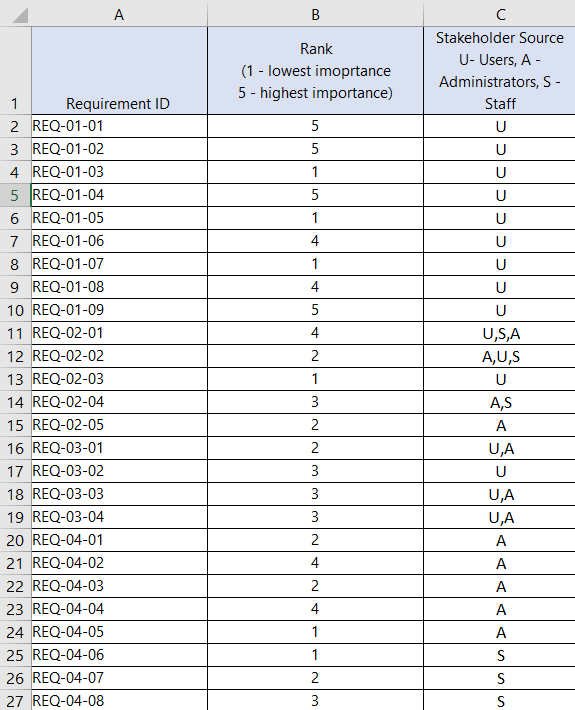 A B C
1 Requirement ID Rank
(1 - lowest imoprtance
5 - highest importance) Stakeholder Source
U- Users, A -
Administrators, S -
Staff
2 REQ-01-01 5 U
3 REQ-01-02 5 U
4 REQ-01-03 1 U
5 REQ-01-04 5 U
6 REQ-01-05 1 U
7 REQ-01-06 4 U
8 REQ-01-07 1 U
9 REQ-01-08 4 U
10 REQ-01-09 5 U
11 REQ-02-01 4 U,S,A
12 REQ-02-02 2 A,U,S
13 REQ-02-03 1 U
14 REQ-02-04 3 A,S
15 REQ-02-05 2 A
16 REQ-03-01 2 U,A
17 REQ-03-02 3 U
18 REQ-03-03 3 U,A
19 REQ-03-04 3 U,A
20 REQ-04-01 2 A
21 REQ-04-02 4 A
22 REQ-04-03 2 A
23 REQ-04-04 4 A
24 REQ-04-05 1 A
25 REQ-04-06 1 S
26 REQ-04-07 2 S
27 REQ-04-08 3 S